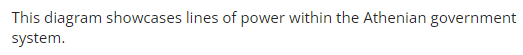 This diagram showcases lines of power within the Athenian government
system.